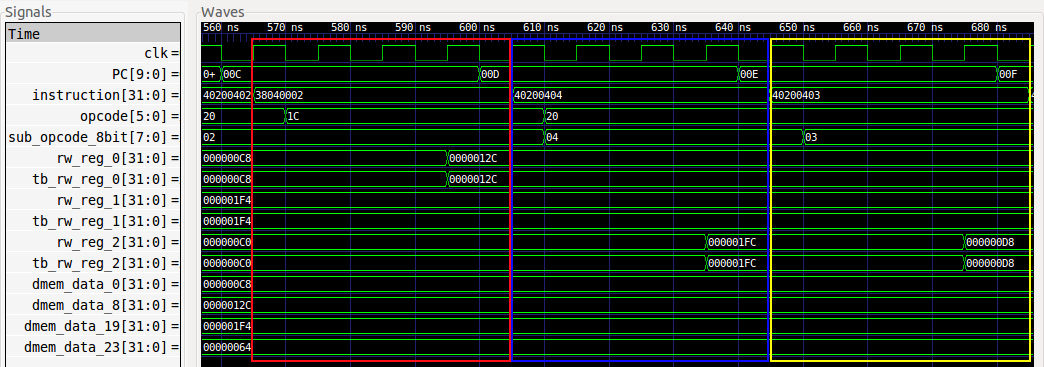 Signals
Waves
Time
560 ns 570 ns 580 ns 590 ns 600 ns 610 ns 620 ns 630 ns 640 ns 650 ns 660 ns 670 ns 680 ns
clk =
PC[9:0] = 0+ 00C 00D 00E 00F
instruction[31:0] = 40200402 38040002 40200404 40200403
opcode[5:0] = 20 1C 20
sub_opcode_8bit[7:0] = 02 04 03
rw_reg_0[31:0] = 000000C8 0000012C
tb_rw_reg_0[31:0] = 000000C8 0000012C
rw_reg_1[31:0] = 000001F4
tb_rw_reg_1[31:0] = 000001F4
rw_reg_2[31:0] = 000000C0 000001FC 000000D8
tb_rw_reg_2[31:0] = 000000C0 000001FC 000000D8
dmem_data_0[31:0] = 000000C8
dmem_data_8[31:0] = 0000012C
dmem_data_19[31:0] = 000001F4
dmem_data_23[31:0] = 00000064